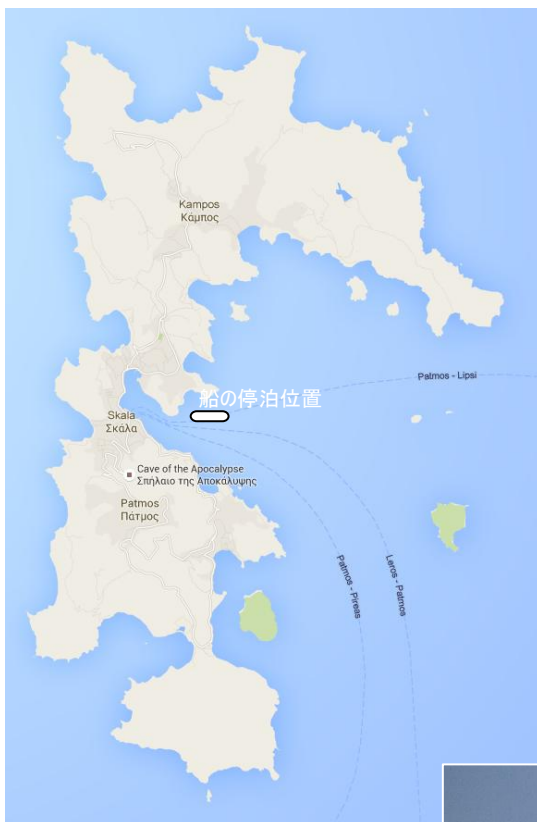 Kampos
Κάμπος
Patmos - Lipsi
船の停泊位置
Skala
Σκάλα
Cave of the Apocalypse
Σπήλαιο της Αποκάλυψης
Patmos
Πάτμος
Patmos - Pireas
Leros - Patmos